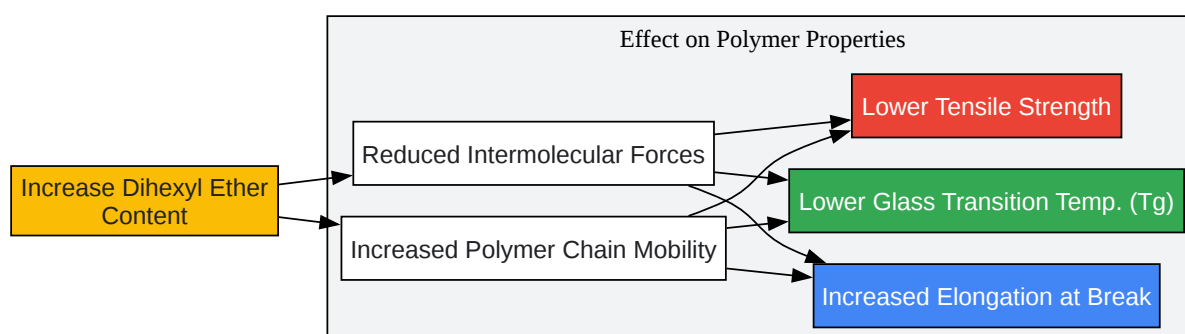 Effect on Polymer Properties
Increase Dihexyl Ether
Content
Reduced Intermolecular Forces
Increased Polymer Chain Mobility
Lower Tensile Strength
Lower Glass Transition Temp. (Tg)
Increased Elongation at Break